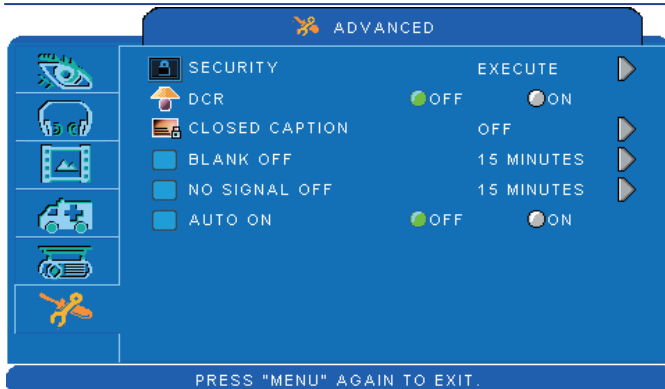 ADVANCED
SECURITY EXECUTE
DCR OFF ON
CLOSED CAPTION OFF
BLANK OFF 15 MINUTES
NO SIGNAL OFF 15 MINUTES
AUTO ON OFF ON
PRESS "MENU" AGAIN TO EXIT.